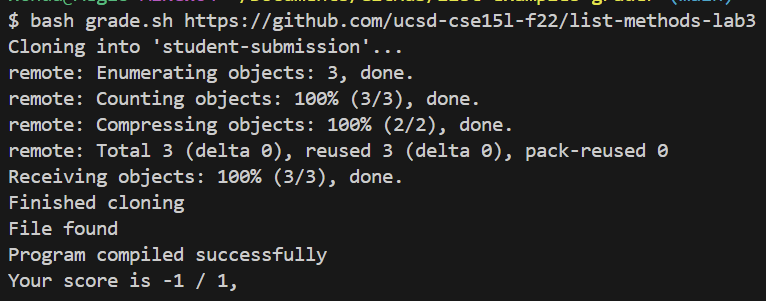 $ bash grade.sh https://github.com/ucsd-cse15l-f22/list-methods-lab3
Cloning into 'student-submission'...
remote: Enumerating objects: 3, done.
remote: Counting objects: 100% (3/3), done.
remote: Compressing objects: 100% (2/2), done.
remote: Total 3 (delta 0), reused 3 (delta 0), pack-reused 0
Receiving objects: 100% (3/3), done.
Finished cloning
File found
Program compiled successfully
Your score is -1 / 1,